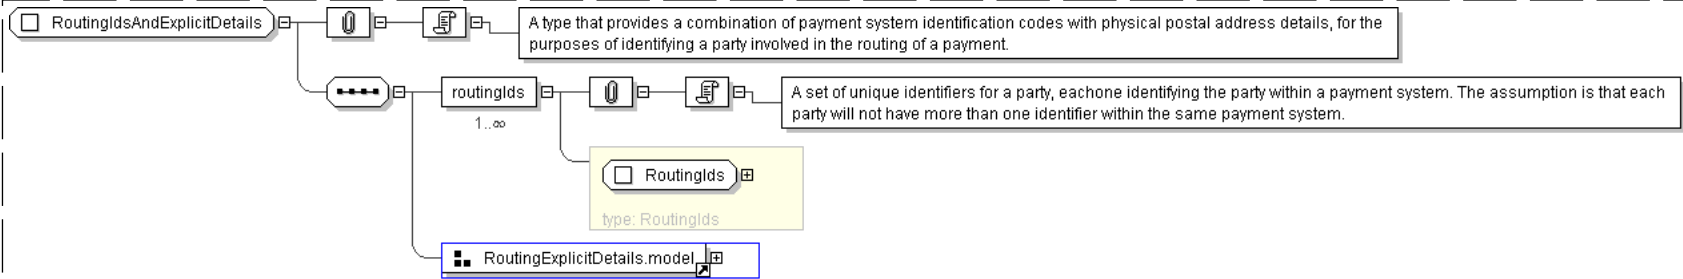 RoutingIdsAndExplicitDetails
A type that provides a combination of payment system identification codes with physical postal address details, for the
purposes of identifying a party involved in the routing of a payment.
routingIds
1..∞
A set of unique identifiers for a party, eachone identifying the party within a payment system. The assumption is that each
party will not have more than one identifier within the same payment system.
RoutingIds
type: RoutingIds
RoutingExplicitDetails.model